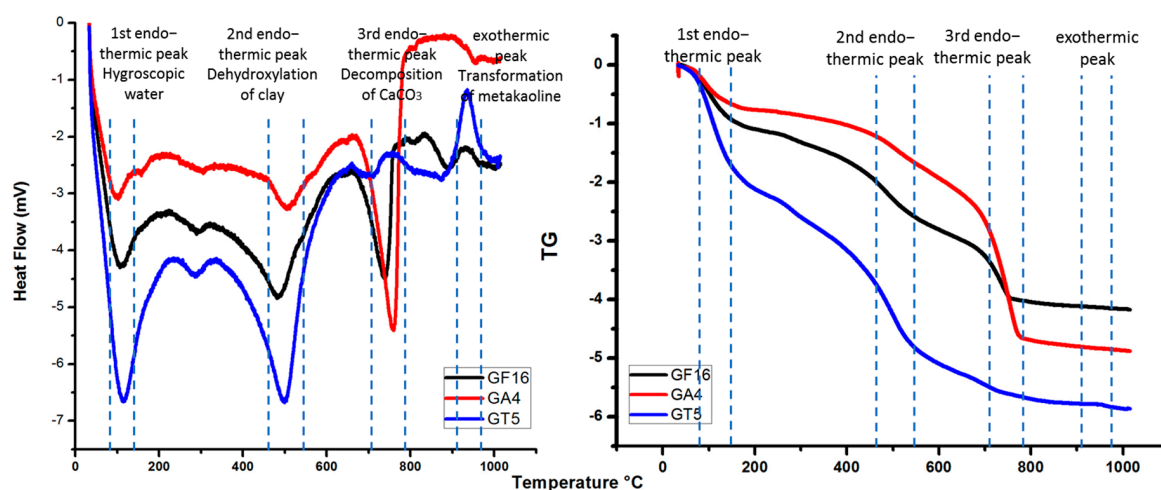 1st endo–
thermic peak
Hygroscopic
water
2nd endo–
thermic peak
Dehydroxylation
of clay
3rd endo–
thermic peak
Decomposition
of CaCO3
exothermic
peak
Transformation
of metakaoline
0
-1
-2
-3
-4
-5
-6
-7
Heat Flow (mV)
GF16
GA4
GT5
0
200
400
600
800
1000
1st endo–
thermic peak
2nd endo–
thermic peak
3rd endo–
thermic peak
exothermic
peak
0
-1
-2
-3
-4
-5
-6
TG
GF16
GA4
GT5
0
200
400
600
800
1000
Temperature °C